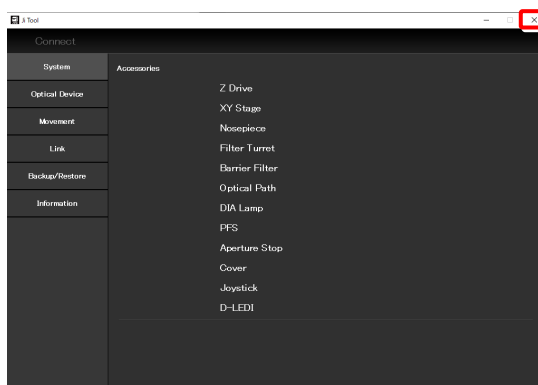 Ji Tool
Connect
System
Accessories
Z Drive
Optical Device
XY Stage
Movement
Nosepiece
Link
Filter Turret
Backup/Restore
Barrier Filter
Optical Path
Information
DIA Lamp
PFS
Aperture Stop
Cover
Joystick
D-LEDI